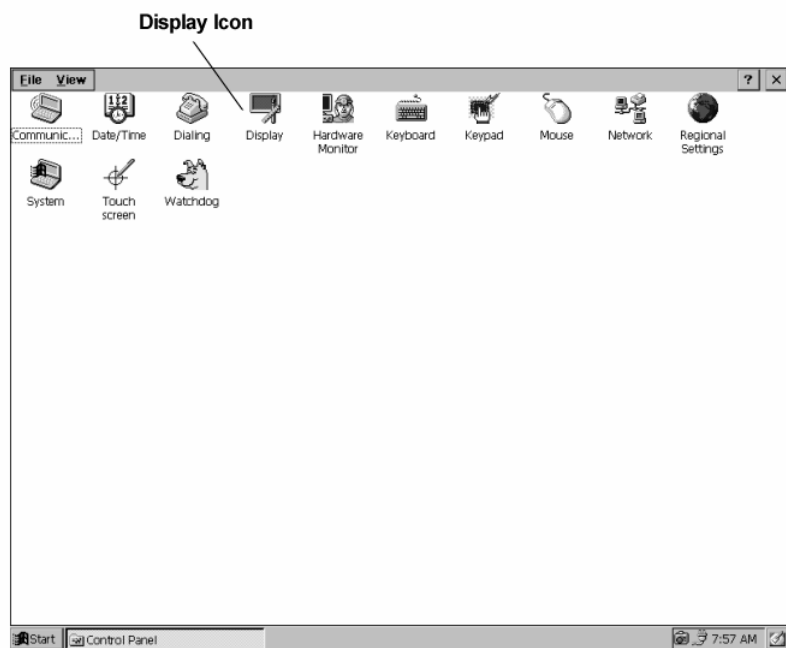 Display Icon
File View ? ×
Communic... Date/Time Dialing Display Hardware Monitor Keyboard Keypad Mouse Network Regional Settings
System Touch screen Watchdog
Start Control Panel 7:57 AM